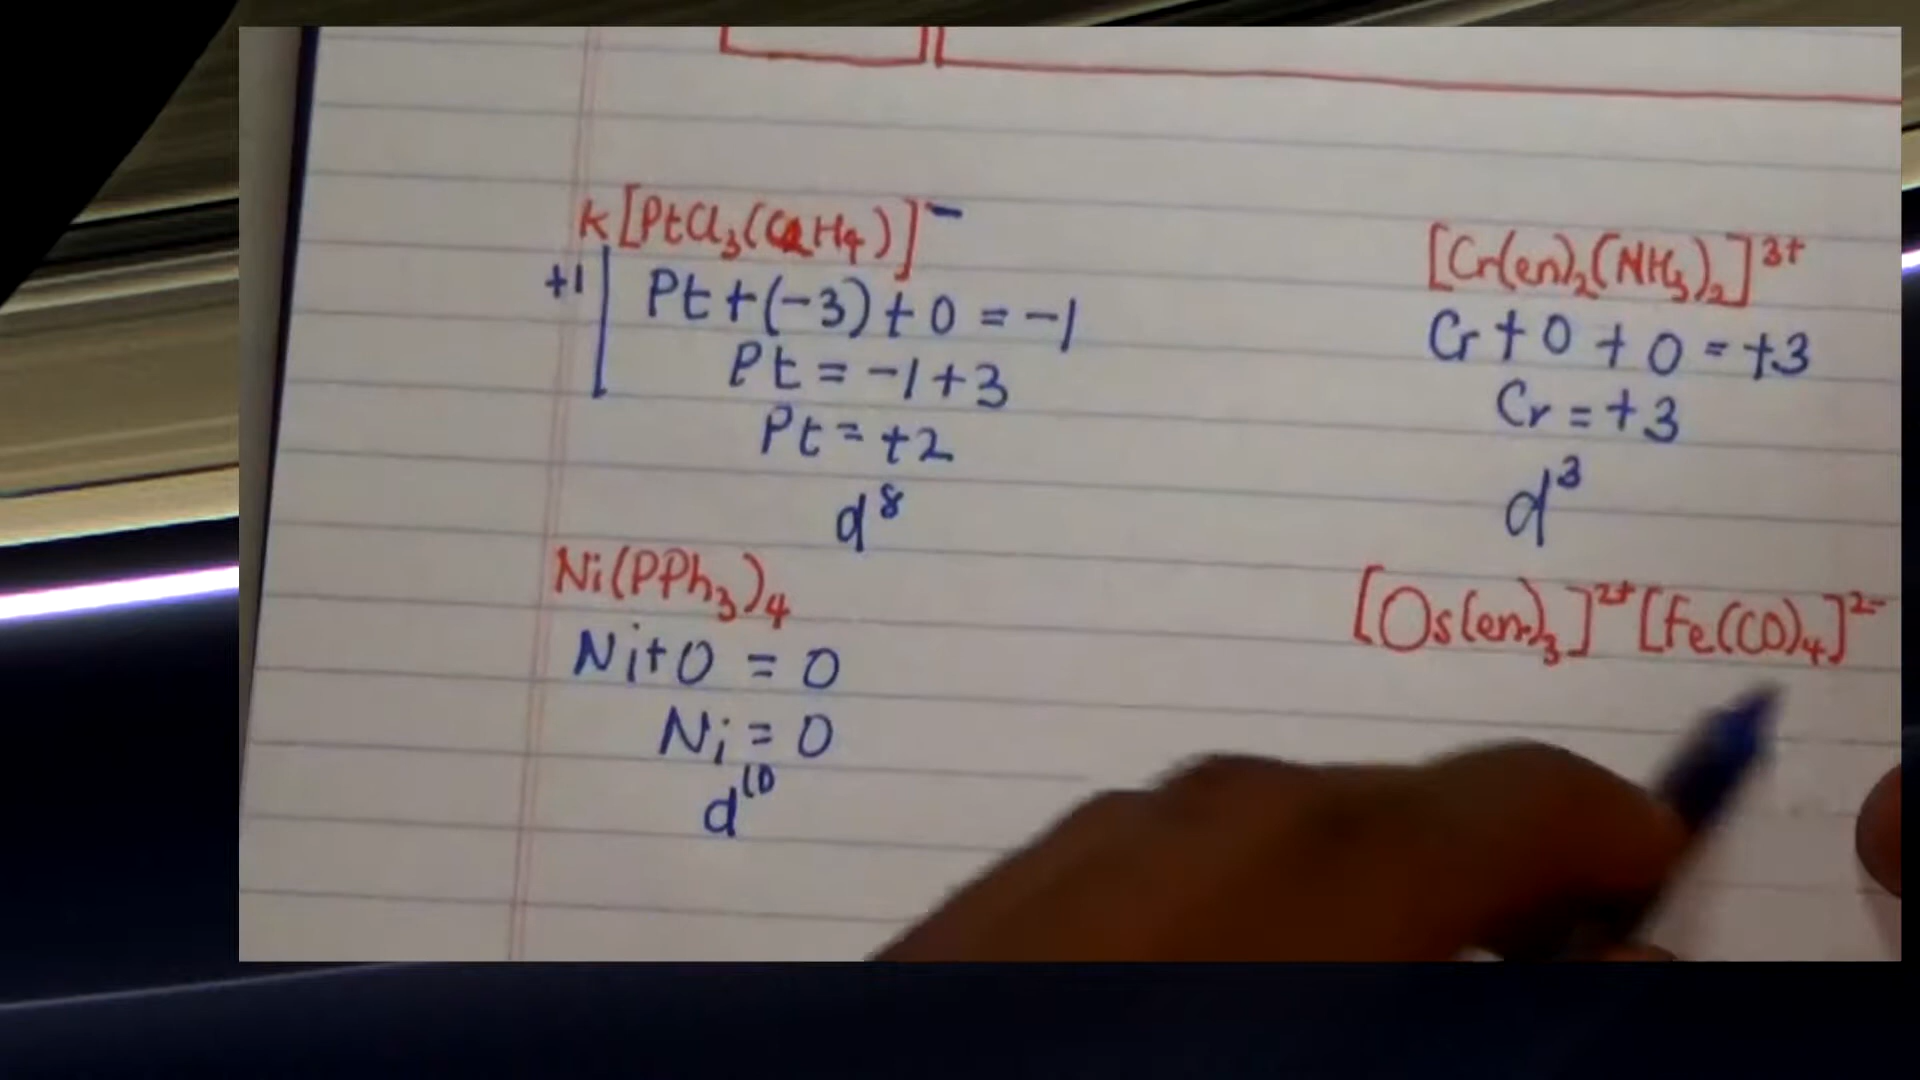 K[PtCl₃(C₂H₄)]⁻
+1 | Pt + (-3) + 0 = -1
Pt = -1 + 3
Pt = +2
d⁸
Ni(PPh₃)₄
Ni + 0 = 0
Ni = 0
d¹⁰
[Cr(en)₂(NH₃)₂]³⁺
Cr + 0 + 0 = +3
Cr = +3
d³
[Os(en)₃]²⁺[Fe(CO)₄]²⁻